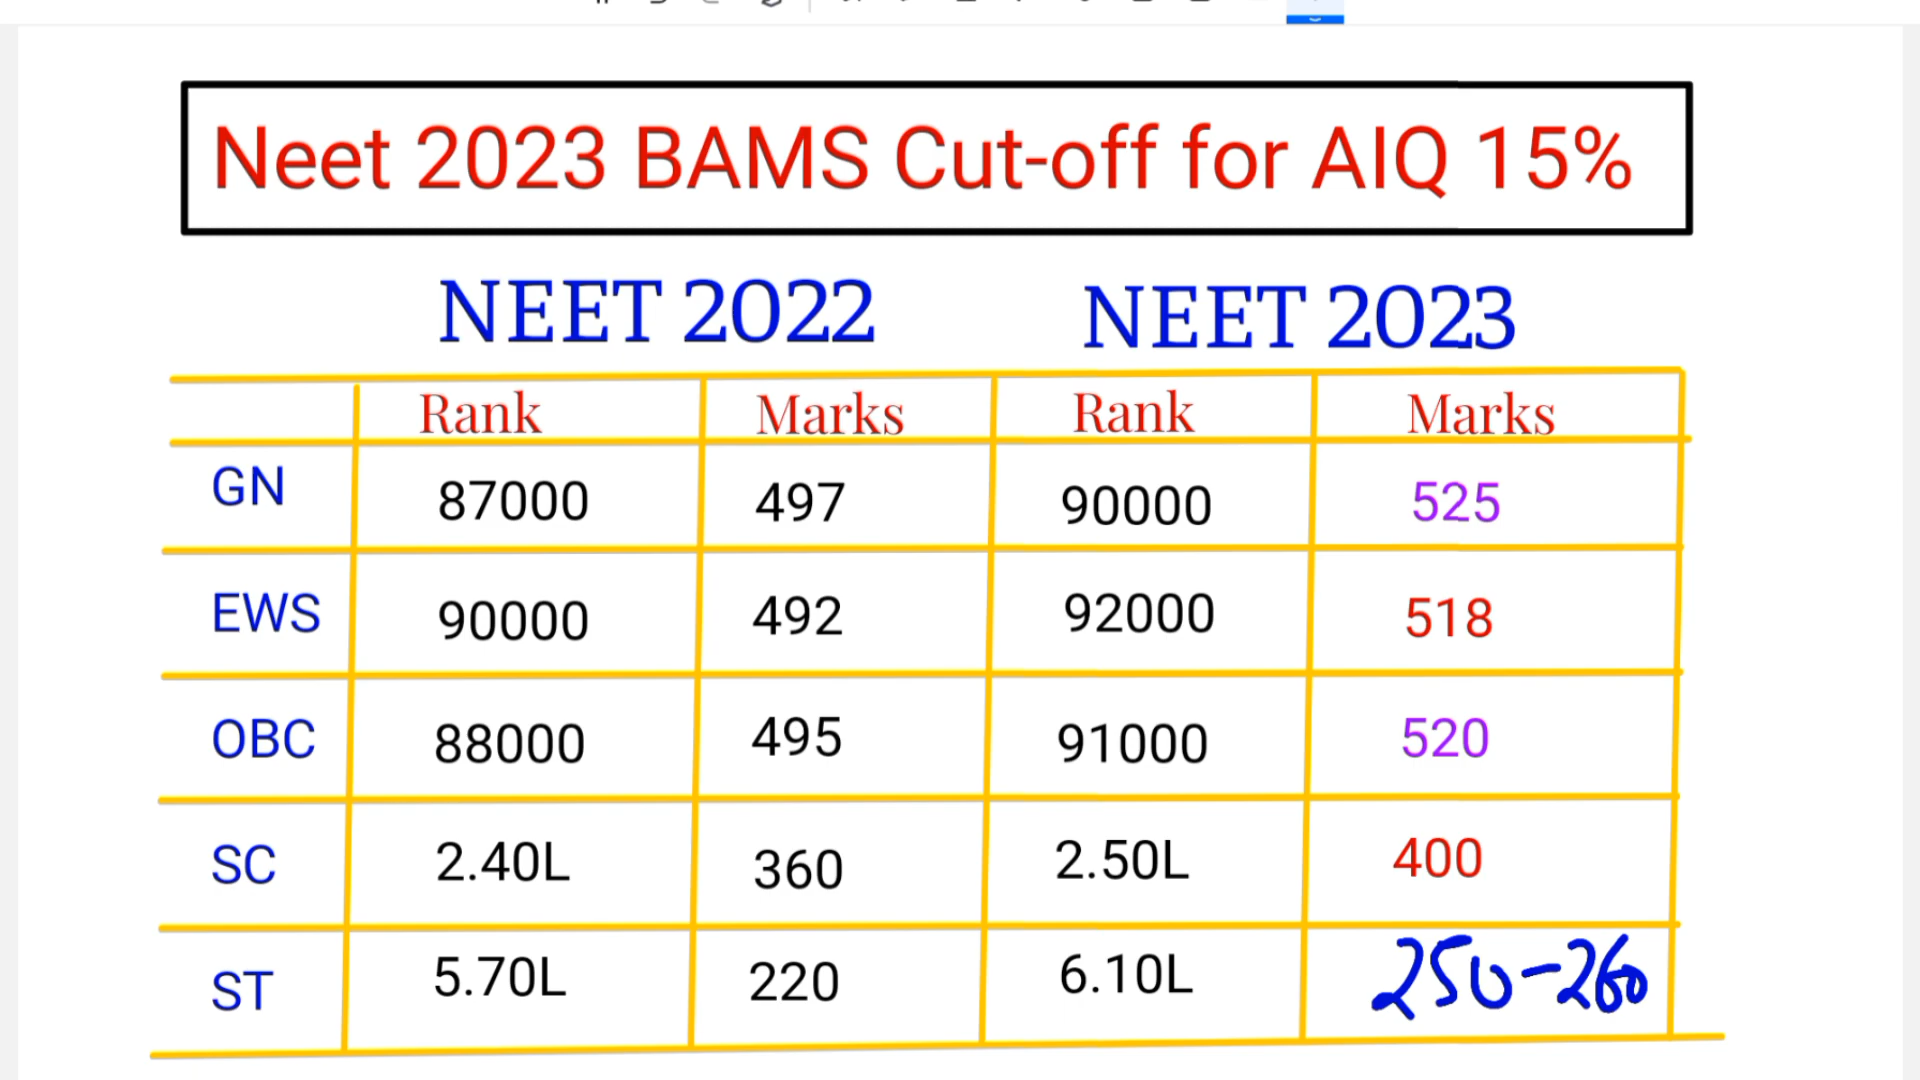 Neet 2023 BAMS Cut-off for AIQ 15%
NEET 2022 NEET 2023
Rank Marks Rank Marks
GN 87000 497 90000 525
EWS 90000 492 92000 518
OBC 88000 495 91000 520
SC 2.40L 360 2.50L 400
ST 5.70L 220 6.10L 250-260